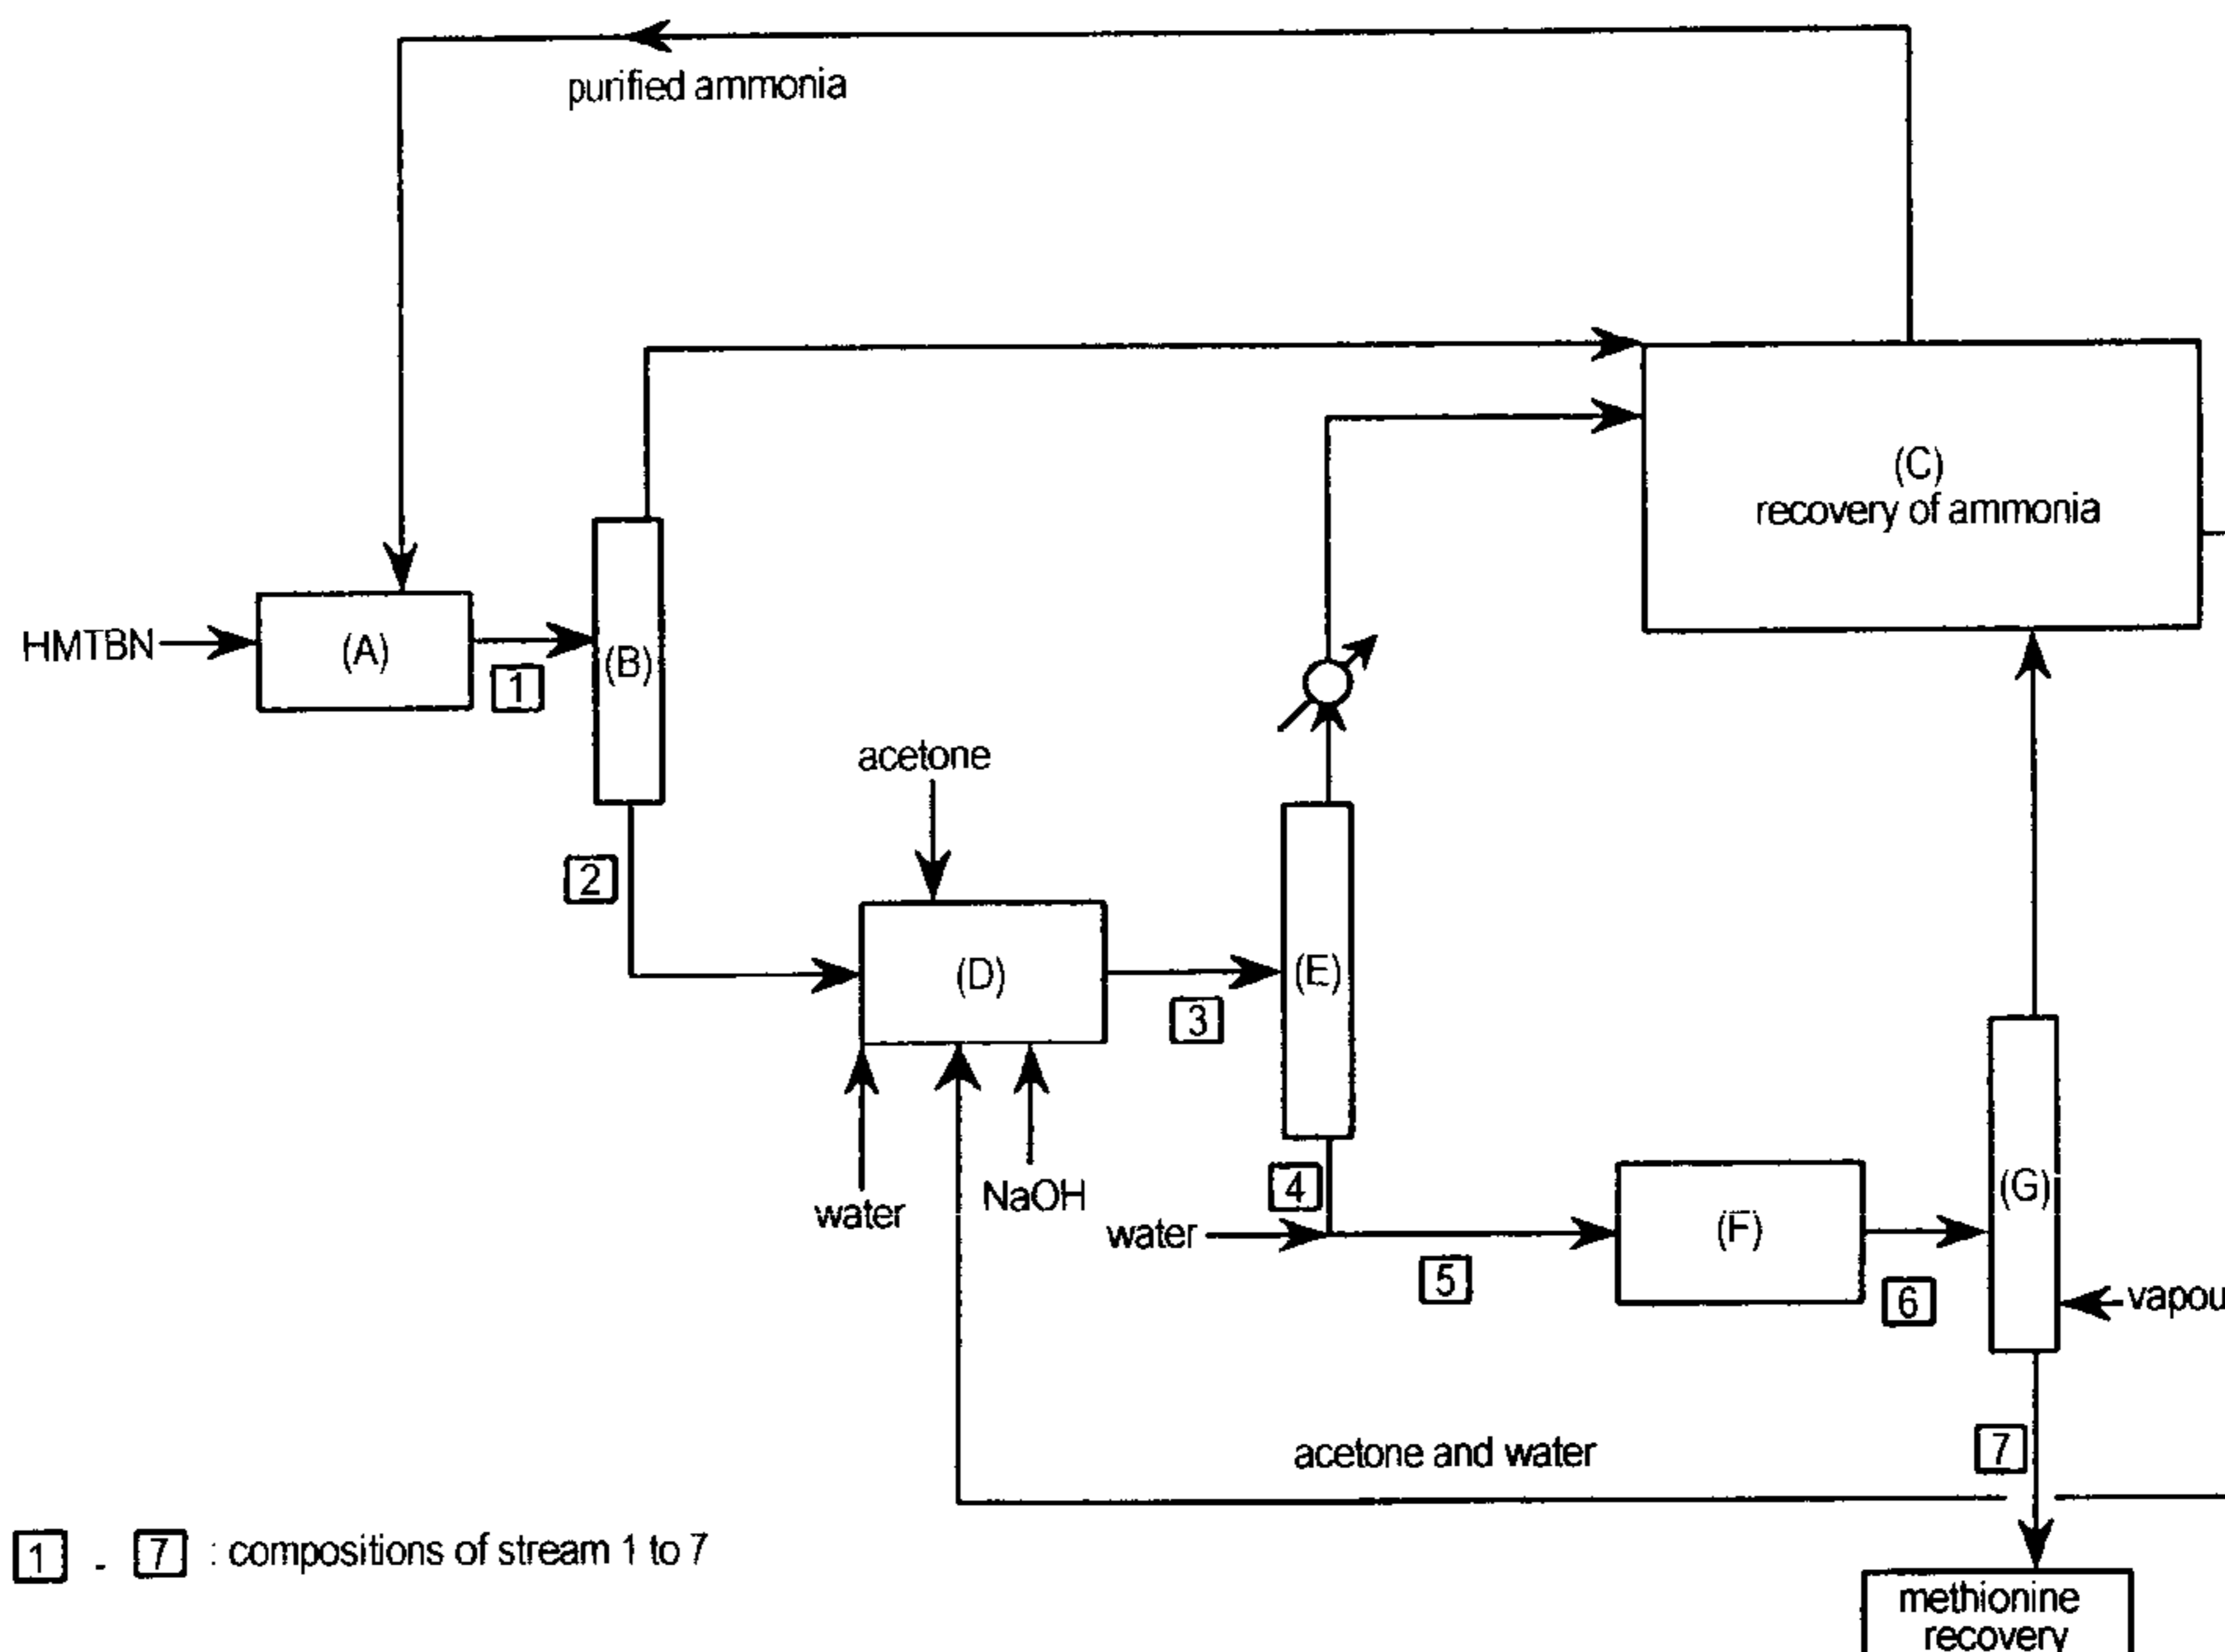 purified ammonia
(C)
recovery of ammonia
HMTBN
(A)
1
(B)
acetone
2
(D)
(E)
3
water
NaOH
4
water
5
(F)
6
(G)
vapou
acetone and water
7
1 - 7 : compositions of stream 1 to 7
methionine
recovery